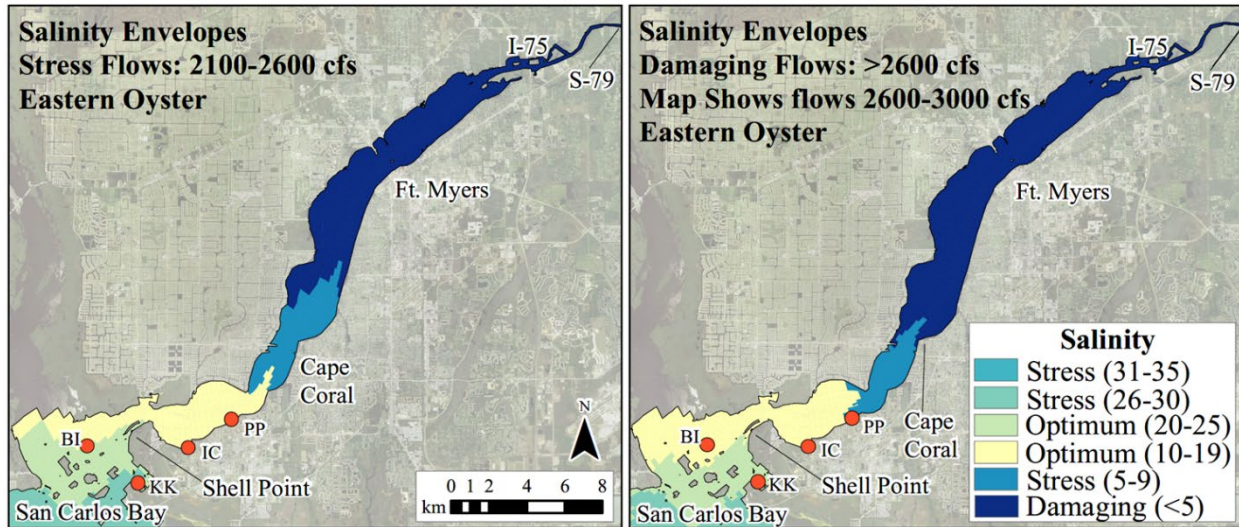 Salinity Envelopes
Stress Flows: 2100-2600 cfs
Eastern Oyster
I-75
S-79
Ft. Myers
Cape
Coral
PP
BI
IC
KK
Shell Point
San Carlos Bay
N
km
0 1 2 4 6 8
Salinity Envelopes
Damaging Flows: >2600 cfs
Map Shows flows 2600-3000 cfs
Eastern Oyster
I-75
S-79
Ft. Myers
PP
Cape
Coral
BI
IC
KK
Shell Point
San Carlos Bay
Salinity
Stress (31-35)
Stress (26-30)
Optimum (20-25)
Optimum (10-19)
Stress (5-9)
Damaging (<5)